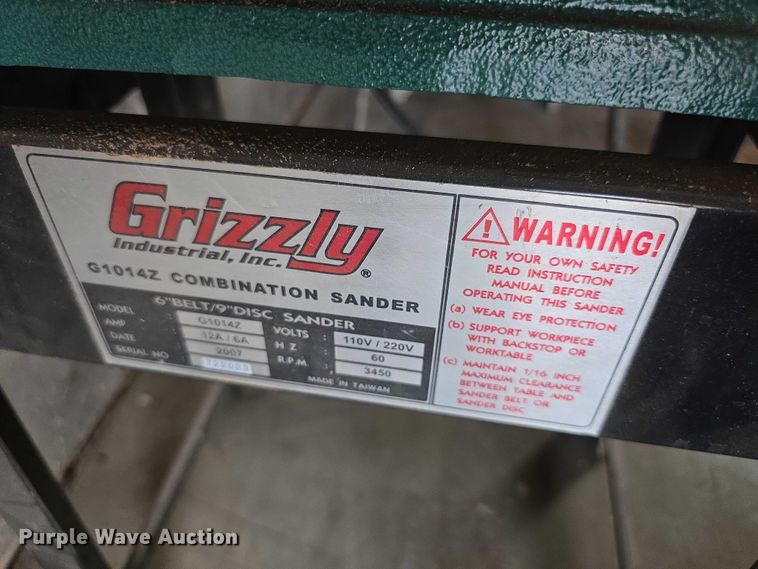 Grizzly®
Industrial, Inc.
G1014Z COMBINATION SANDER
6"BELT/9"DISC SANDER
MODEL G1014Z VOLTS 110V / 220V
AMP 12A / 6A H Z 60
DATE 2007 R.P.M. 3450
SERIAL NO
MADE IN TAIWAN
WARNING!
FOR YOUR OWN SAFETY
READ INSTRUCTION
MANUAL BEFORE
OPERATING THIS SANDER
(a) WEAR EYE PROTECTION
(b) SUPPORT WORKPIECE
WITH BACKSTOP OR
WORKTABLE
(c) MAINTAIN 1/16 INCH
MAXIMUM CLEARANCE
BETWEEN TABLE AND
SANDER BELT OR
SANDER DISC
Purple Wave Auction